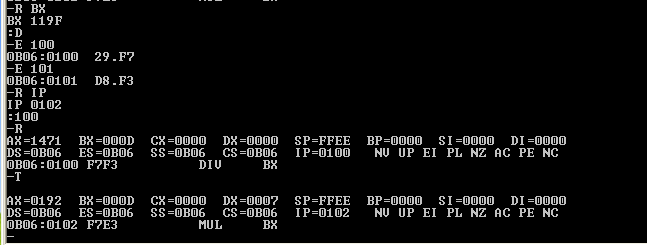 -R BX
BX 119F
:D
-E 100
0B06:0100  29.F7
-E 101
0B06:0101  D8.F3
-R IP
IP 0102
:100
-R
AX=1471  BX=000D  CX=0000  DX=0000  SP=FFEE  BP=0000  SI=0000  DI=0000
DS=0B06  ES=0B06  SS=0B06  CS=0B06  IP=0100   NV UP EI PL NZ AC PE NC
0B06:0100 F7F3          DIV     BX
-T
AX=0192  BX=000D  CX=0000  DX=0007  SP=FFEE  BP=0000  SI=0000  DI=0000
DS=0B06  ES=0B06  SS=0B06  CS=0B06  IP=0102   NV UP EI PL NZ AC PE NC
0B06:0102 F7E3          MUL     BX
-